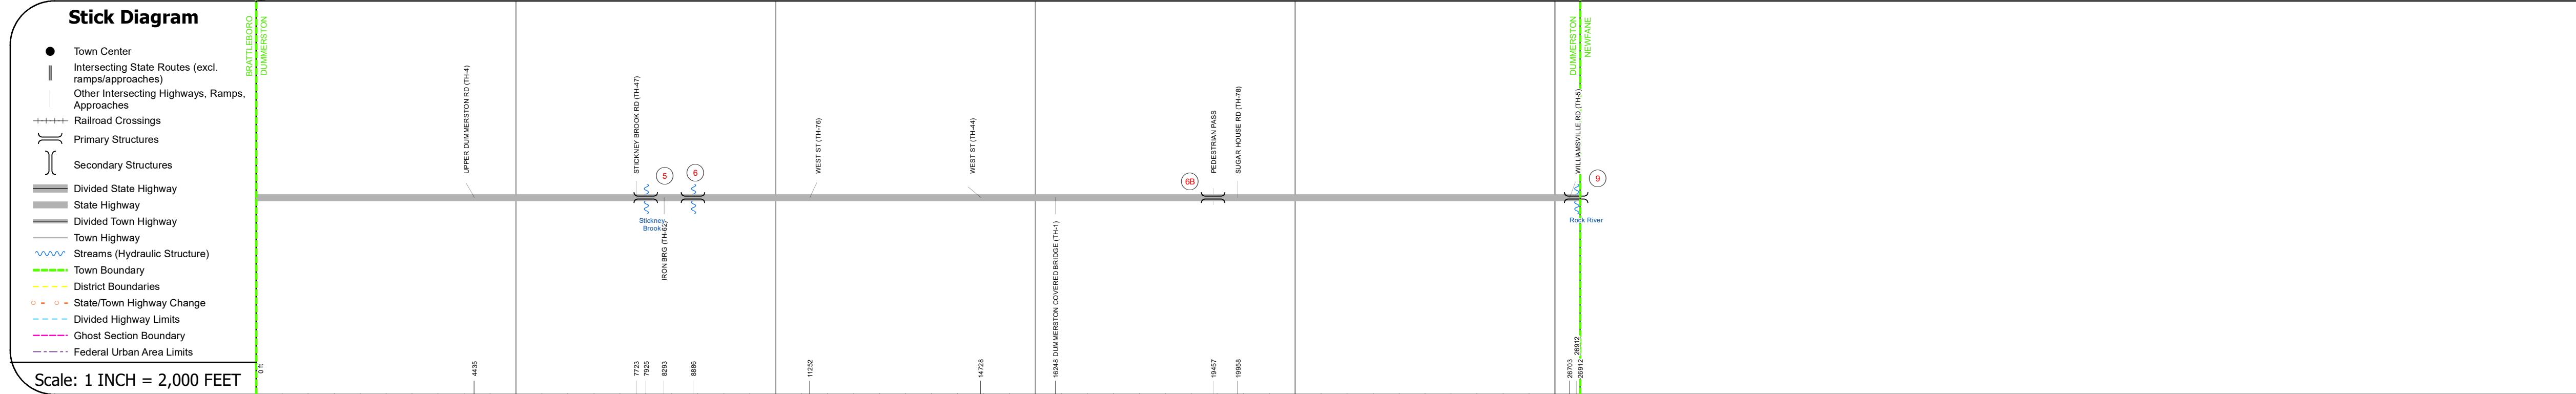 Stick Diagram
Town Center
Intersecting State Routes (excl.
ramps/approaches)
Other Intersecting Highways, Ramps,
Approaches
Railroad Crossings
Primary Structures
Secondary Structures
Divided State Highway
State Highway
Divided Town Highway
Town Highway
Streams (Hydraulic Structure)
Town Boundary
District Boundaries
State/Town Highway Change
Divided Highway Limits
Ghost Section Boundary
Federal Urban Area Limits
Scale: 1 INCH = 2,000 FEET
BRATTLEBORO
DUMMERSTON
0 ft
UPPER DUMMERSTON RD (TH-4)
4435
STICKNEY BROOK RD (TH-47)
7723
7925
Stickney
Brook
5
IRON BRG (TH-62)
8293
6
8886
WEST ST (TH-76)
11252
WEST ST (TH-44)
14728
16248 DUMMERSTON COVERED BRIDGE (TH-1)
6B
PEDESTRIAN PASS
19457
SUGAR HOUSE RD (TH-78)
19958
DUMMERSTON
NEWFANE
WILLIAMSVILLE RD, (TH-5)
9
Rock River
26703
26912
26912